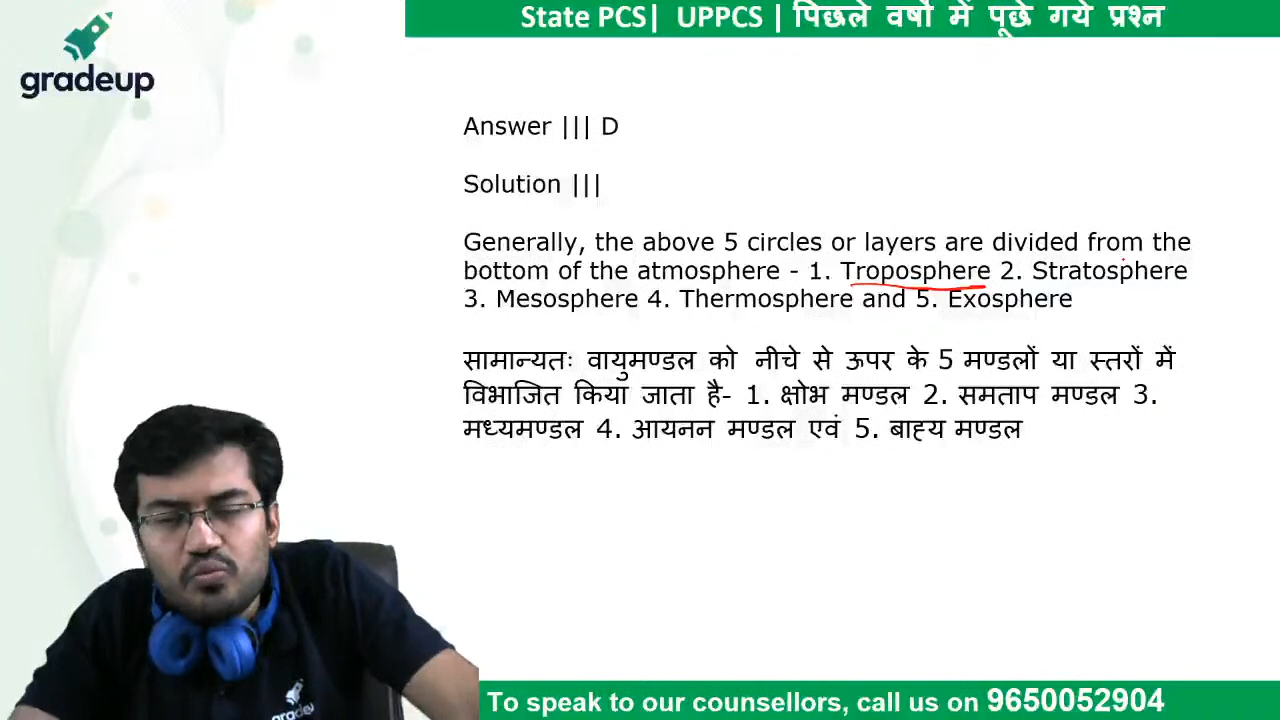 State PCS| UPPCS | पिछले वर्षो में पूछे गये प्रश्न
gradeup
Answer ||| D
Solution |||
Generally, the above 5 circles or layers are divided from the
bottom of the atmosphere - 1. Troposphere 2. Stratosphere
3. Mesosphere 4. Thermosphere and 5. Exosphere
सामान्यतः वायुमण्डल को नीचे से ऊपर के 5 मण्डलों या स्तरों में
विभाजित किया जाता है- 1. क्षोभ मण्डल 2. समताप मण्डल 3.
मध्यमण्डल 4. आयनन मण्डल एवं 5. बाह्य मण्डल
gradeup
To speak to our counsellors, call us on 9650052904